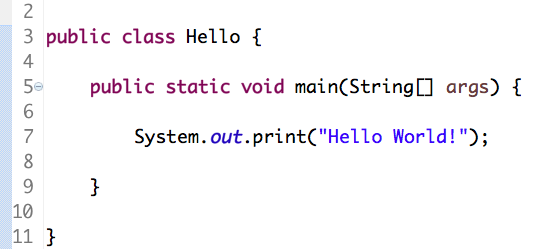 2
3 public class Hello {
4
5 public static void main(String[] args) {
6
7 System.out.print("Hello World!");
8
9 }
10
11 }